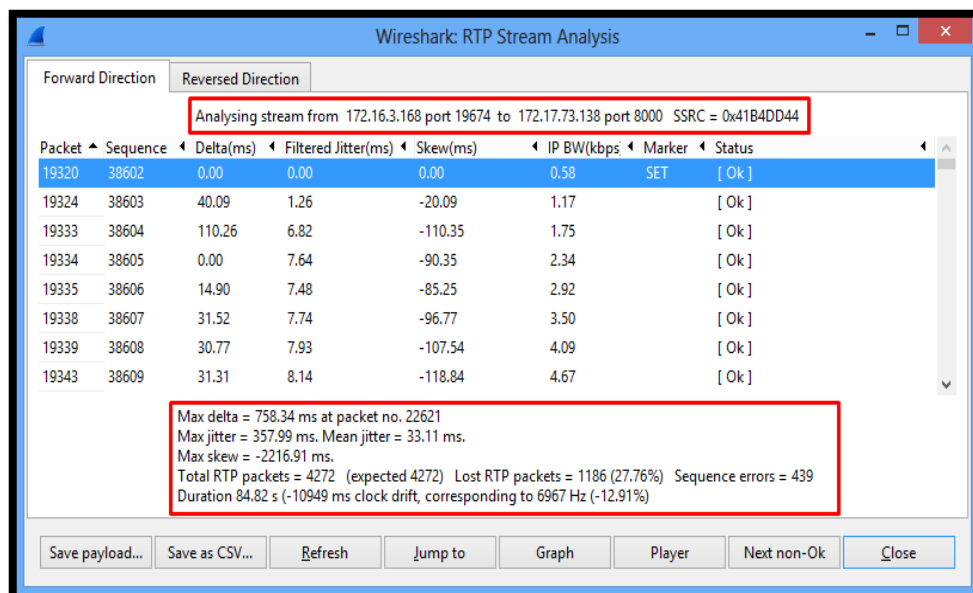 Wireshark: RTP Stream Analysis
Forward Direction Reversed Direction
Analysing stream from 172.16.3.168 port 19674 to 172.17.73.138 port 8000 SSRC = 0x41B4DD44
Packet Sequence Delta(ms) Filtered Jitter(ms) Skew(ms) IP BW(kbps) Marker Status
19320 38602 0.00 0.00 0.00 0.58 SET [ Ok ]
19324 38603 40.09 1.26 -20.09 1.17 [ Ok ]
19333 38604 110.26 6.82 -110.35 1.75 [ Ok ]
19334 38605 0.00 7.64 -90.35 2.34 [ Ok ]
19335 38606 14.90 7.48 -85.25 2.92 [ Ok ]
19338 38607 31.52 7.74 -96.77 3.50 [ Ok ]
19339 38608 30.77 7.93 -107.54 4.09 [ Ok ]
19343 38609 31.31 8.14 -118.84 4.67 [ Ok ]
Max delta = 758.34 ms at packet no. 22621
Max jitter = 357.99 ms. Mean jitter = 33.11 ms.
Max skew = -2216.91 ms.
Total RTP packets = 4272 (expected 4272) Lost RTP packets = 1186 (27.76%) Sequence errors = 439
Duration 84.82 s (-10949 ms clock drift, corresponding to 6967 Hz (-12.91%)
Save payload... Save as CSV... Refresh Jump to Graph Player Next non-Ok Close